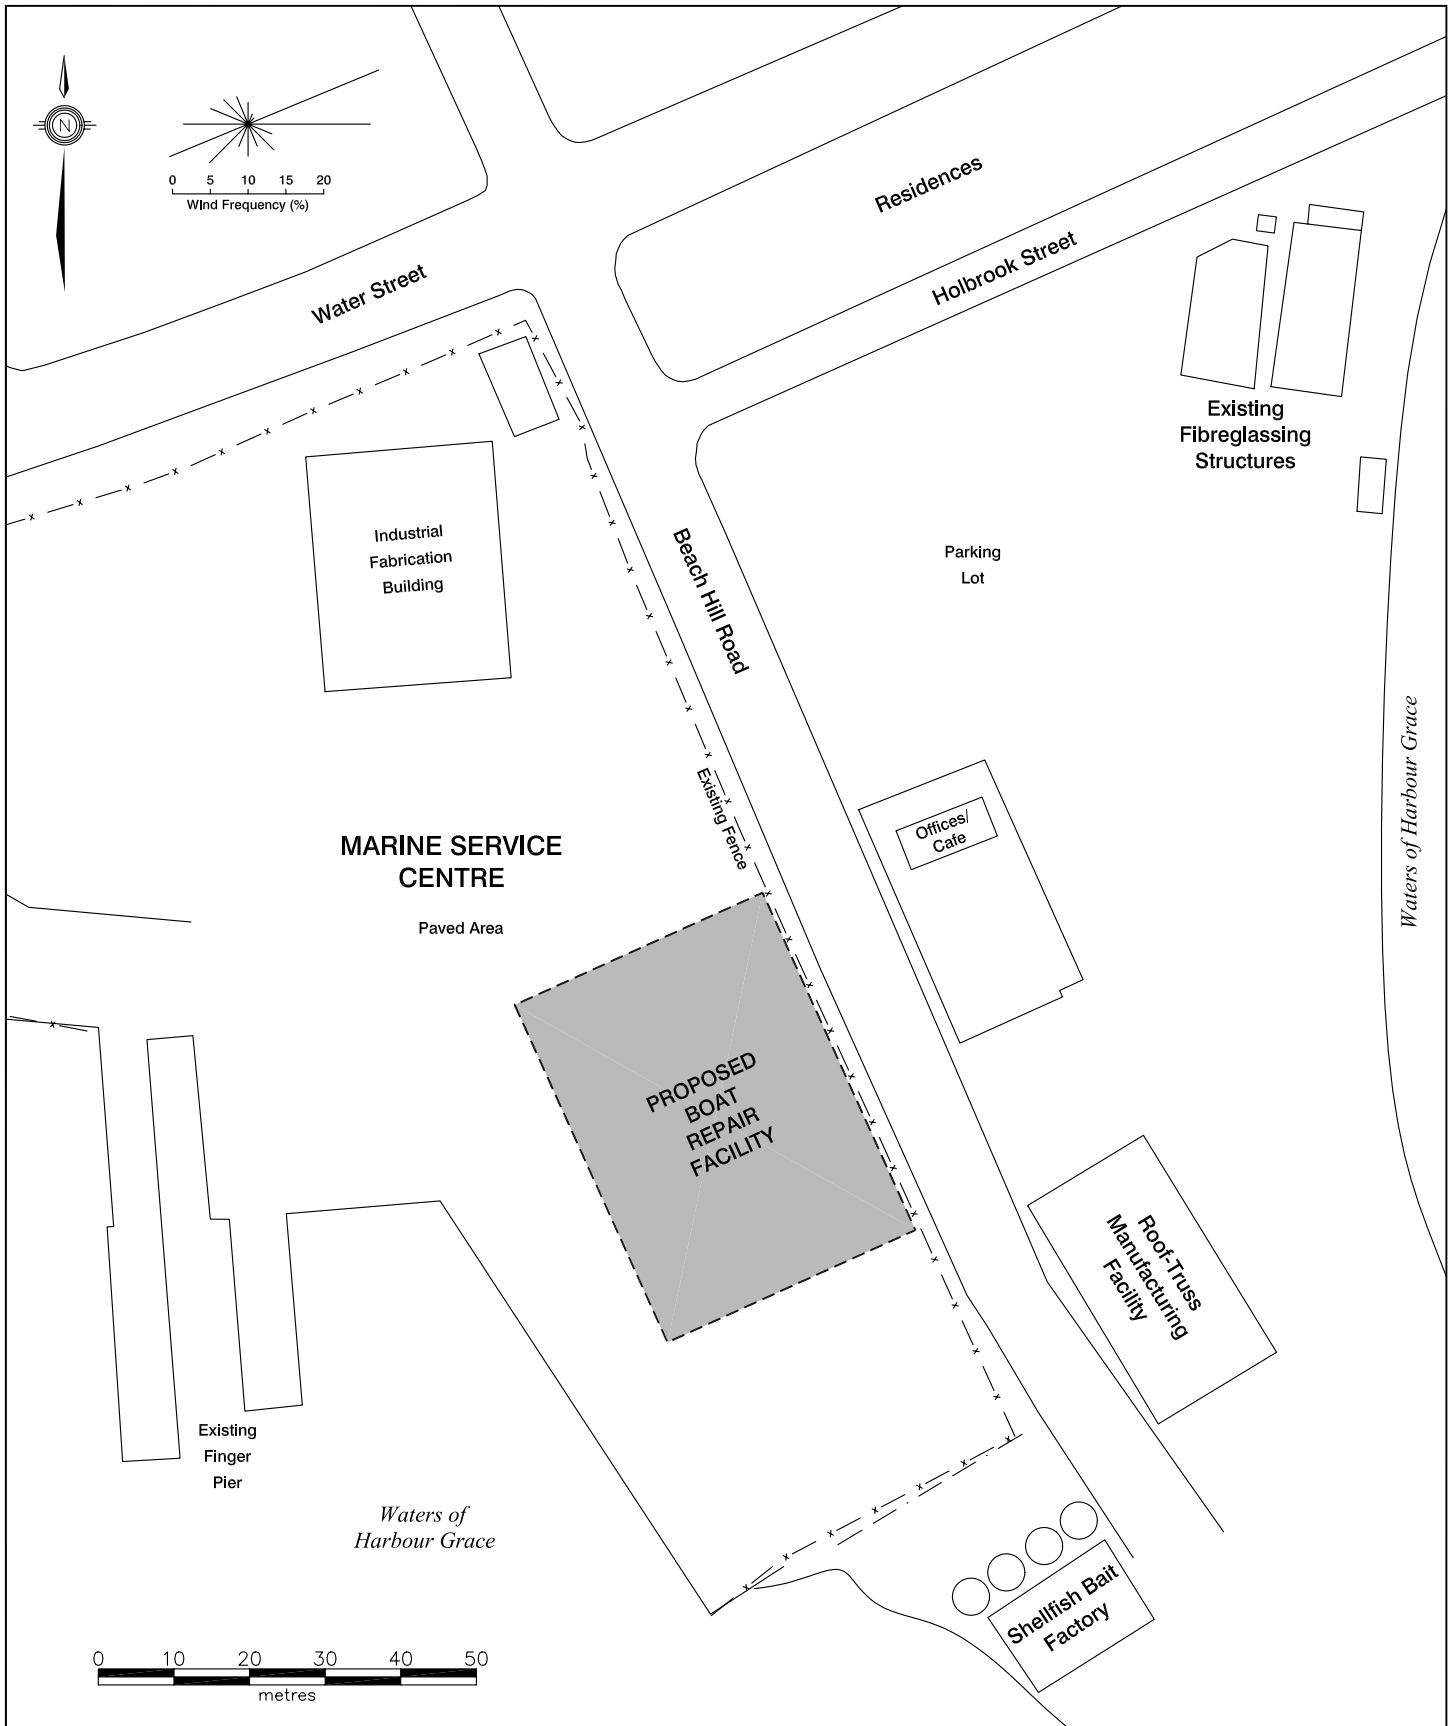 N
0 5 10 15 20
Wind Frequency (%)
Residences
Holbrook Street
Water Street
Existing
Fibreglassing
Structures
Industrial
Fabrication
Building
Beach Hill Road
Parking
Lot
Waters of Harbour Grace
Existing Fence
Offices/
Cafe
MARINE SERVICE
CENTRE
Paved Area
PROPOSED
BOAT
REPAIR
FACILITY
Roof-Truss
Manufacturing
Facility
Existing
Finger
Pier
Waters of
Harbour Grace
Shellfish Bait
Factory
0 10 20 30 40 50
metres